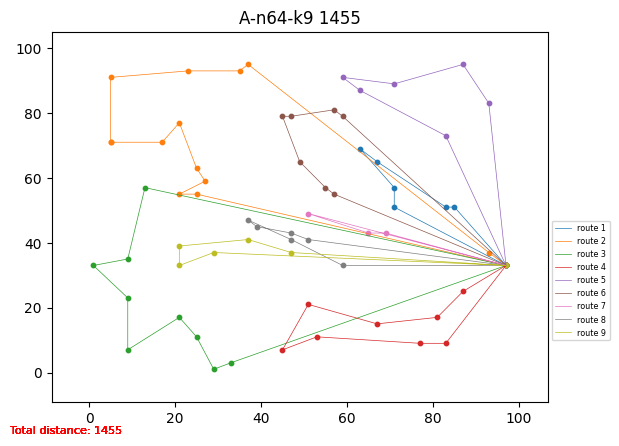 A-n64-k9 1455
100
80
60
40
20
0
0 20 40 60 80 100
route 1
route 2
route 3
route 4
route 5
route 6
route 7
route 8
route 9
Total distance: 1455